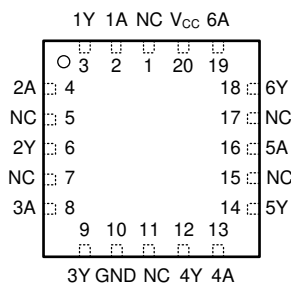 1Y 1A NC VCC 6A
3 2 1 20 19
2A 4 18 6Y
NC 5 17 NC
2Y 6 16 5A
NC 7 15 NC
3A 8 14 5Y
9 10 11 12 13
3Y GND NC 4Y 4A